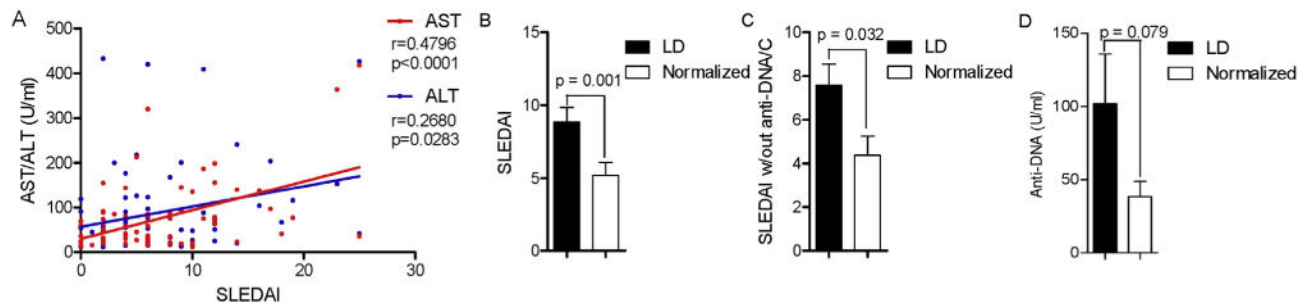 A
AST/ALT (U/ml)
500
400
300
200
100
0
0
10
20
30
SLEDAI
AST
r=0.4796
p<0.0001
ALT
r=0.2680
p=0.0283
B
SLEDAI
15
10
5
0
p = 0.001
LD
Normalized
C
SLEDAI w/out anti-DNA/C
10
8
6
4
2
0
p = 0.032
LD
Normalized
D
Anti-DNA (U/ml)
150
100
50
0
p = 0.079
LD
Normalized